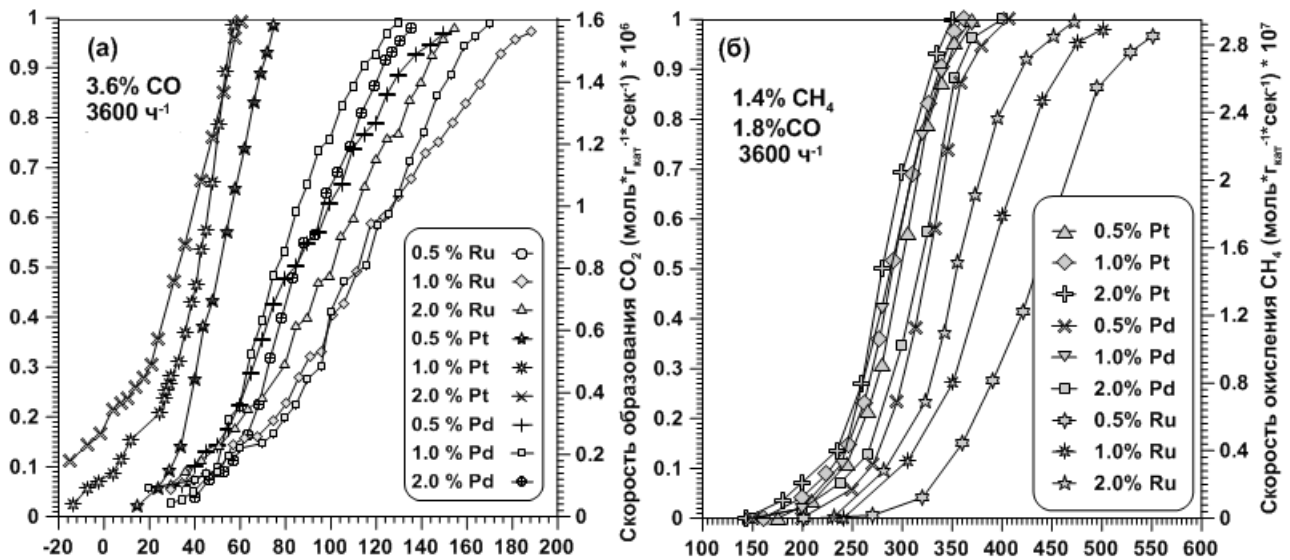 (а)
3.6% CO
3600 ч⁻¹
1
0.9
0.8
0.7
0.6
0.5
0.4
0.3
0.2
0.1
0
0 20 40 60 80 100 120 140 160 180 200
1.6
1.4
1.2
1
0.8
0.6
0.4
0.2
0
Скорость образования CO₂ (моль*г кат⁻¹*сек⁻¹) * 10⁶
0.5 % Ru
1.0 % Ru
2.0 % Ru
0.5 % Pt
1.0 % Pt
2.0 % Pt
0.5 % Pd
1.0 % Pd
2.0 % Pd
(б)
1.4% CH₄
1.8%CO
3600 ч⁻¹
1
0.9
0.8
0.7
0.6
0.5
0.4
0.3
0.2
0.1
0
100 150 200 250 300 350 400 450 500 550 600
2.8
2.4
2
1.6
1.2
0.8
0.4
0
Скорость окисления CH₄ (моль*г кат⁻¹*сек⁻¹) * 10⁷
0.5% Pt
1.0% Pt
2.0% Pt
0.5% Pd
1.0% Pd
2.0% Pd
0.5% Ru
1.0% Ru
2.0% Ru